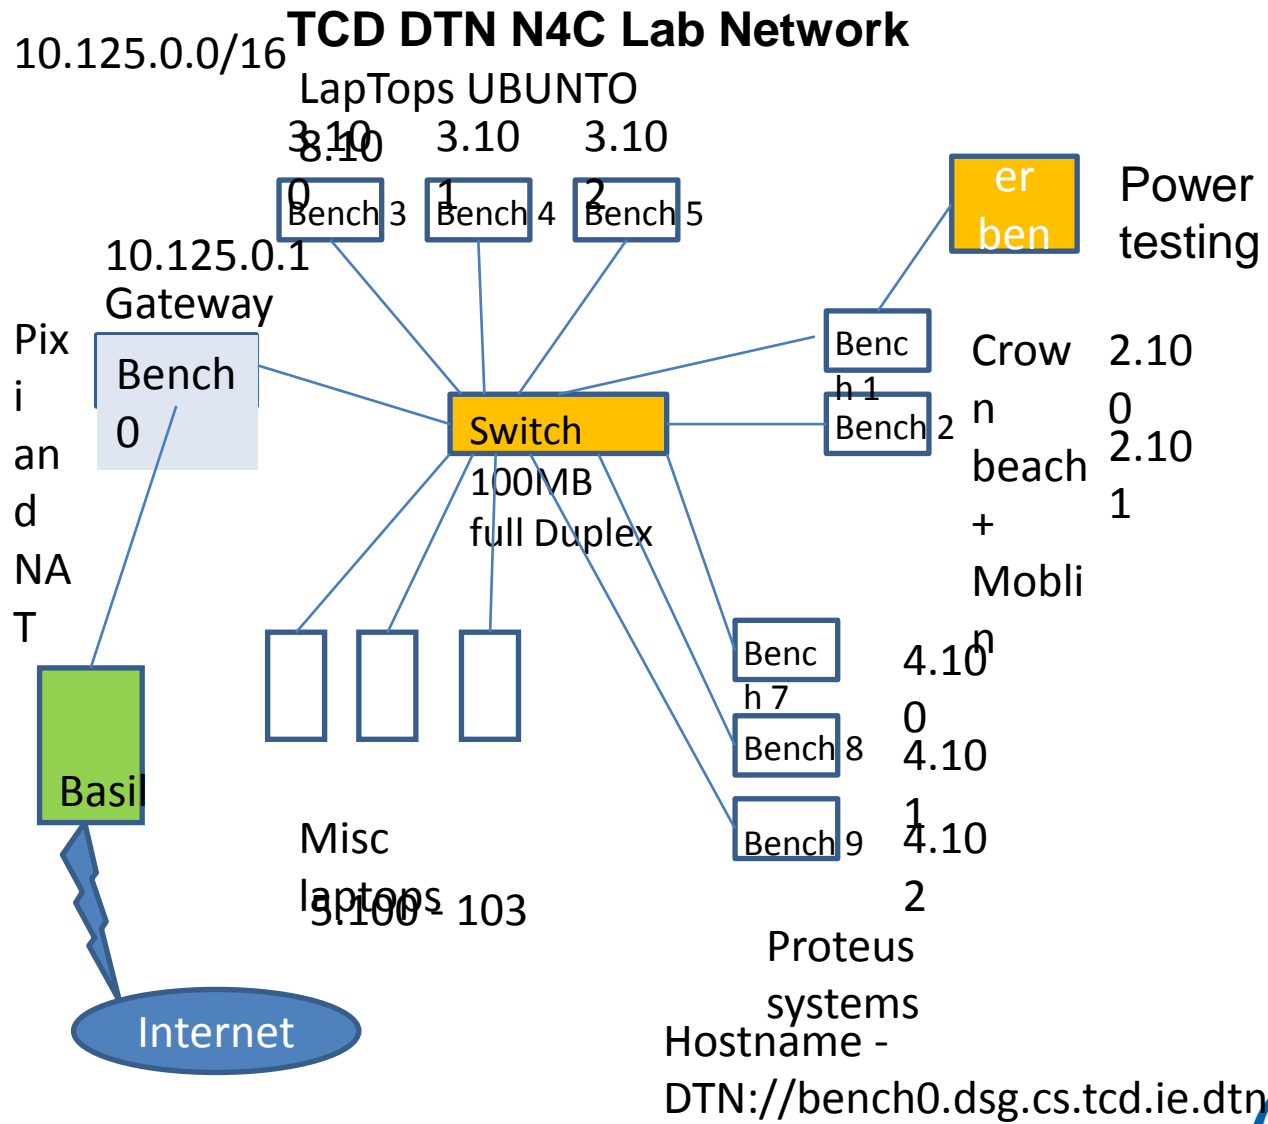 TCD DTN N4C Lab Network
10.125.0.0/16
LapTops UBUNTO
8.10
3.10
0
3.10
1
3.10
2
Bench 3
Bench 4
Bench 5
er
ben
Power
testing
10.125.0.1
Gateway
Bench
0
Pix
i
an
d
NA
T
Benc
h 1
Bench 2
Crow
n
beach
+
Mobli
n
2.10
0
2.10
1
Switch
100MB
full Duplex
Benc
h 7
Bench 8
Bench 9
4.10
0
4.10
1
4.10
2
Basil
Misc
laptops
5.100 - 103
Proteus
systems
Internet
Hostname -
DTN://bench0.dsg.cs.tcd.ie.dtn